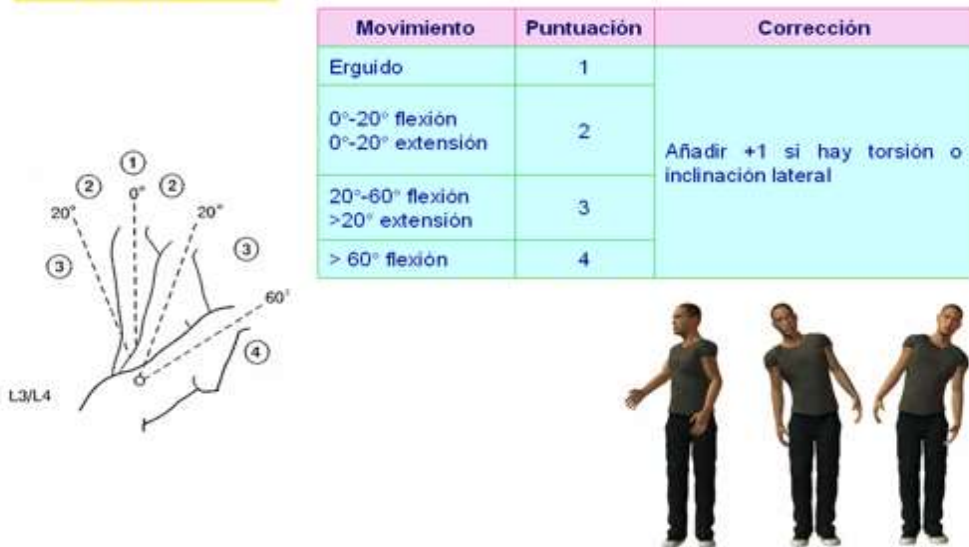 Movimiento Puntuación Corrección
Erguido 1
0°-20° flexión
0°-20° extensión
2
Añadir +1 si hay torsión o
inclinación lateral
20°-60° flexión
>20° extensión
3
> 60° flexión 4
1
2 0° 2
20° 20°
3 3
60°
4
L3/L4